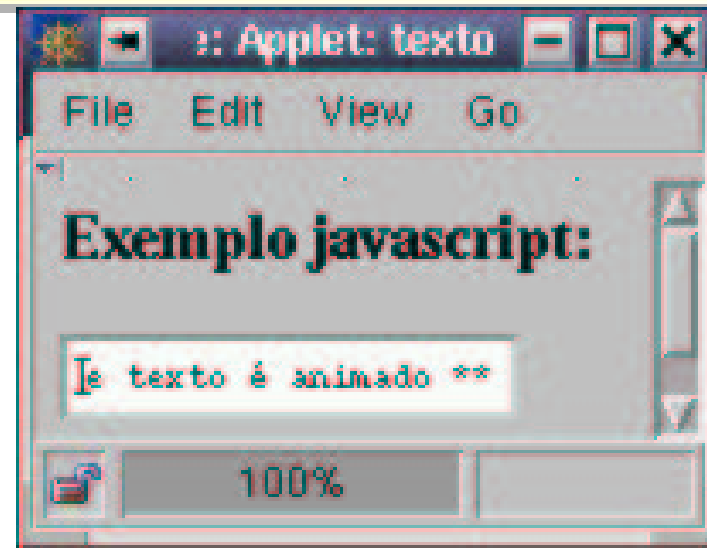 : Applet: texto
File Edit View Go
Exemplo javascript:
e texto é animado **
100%